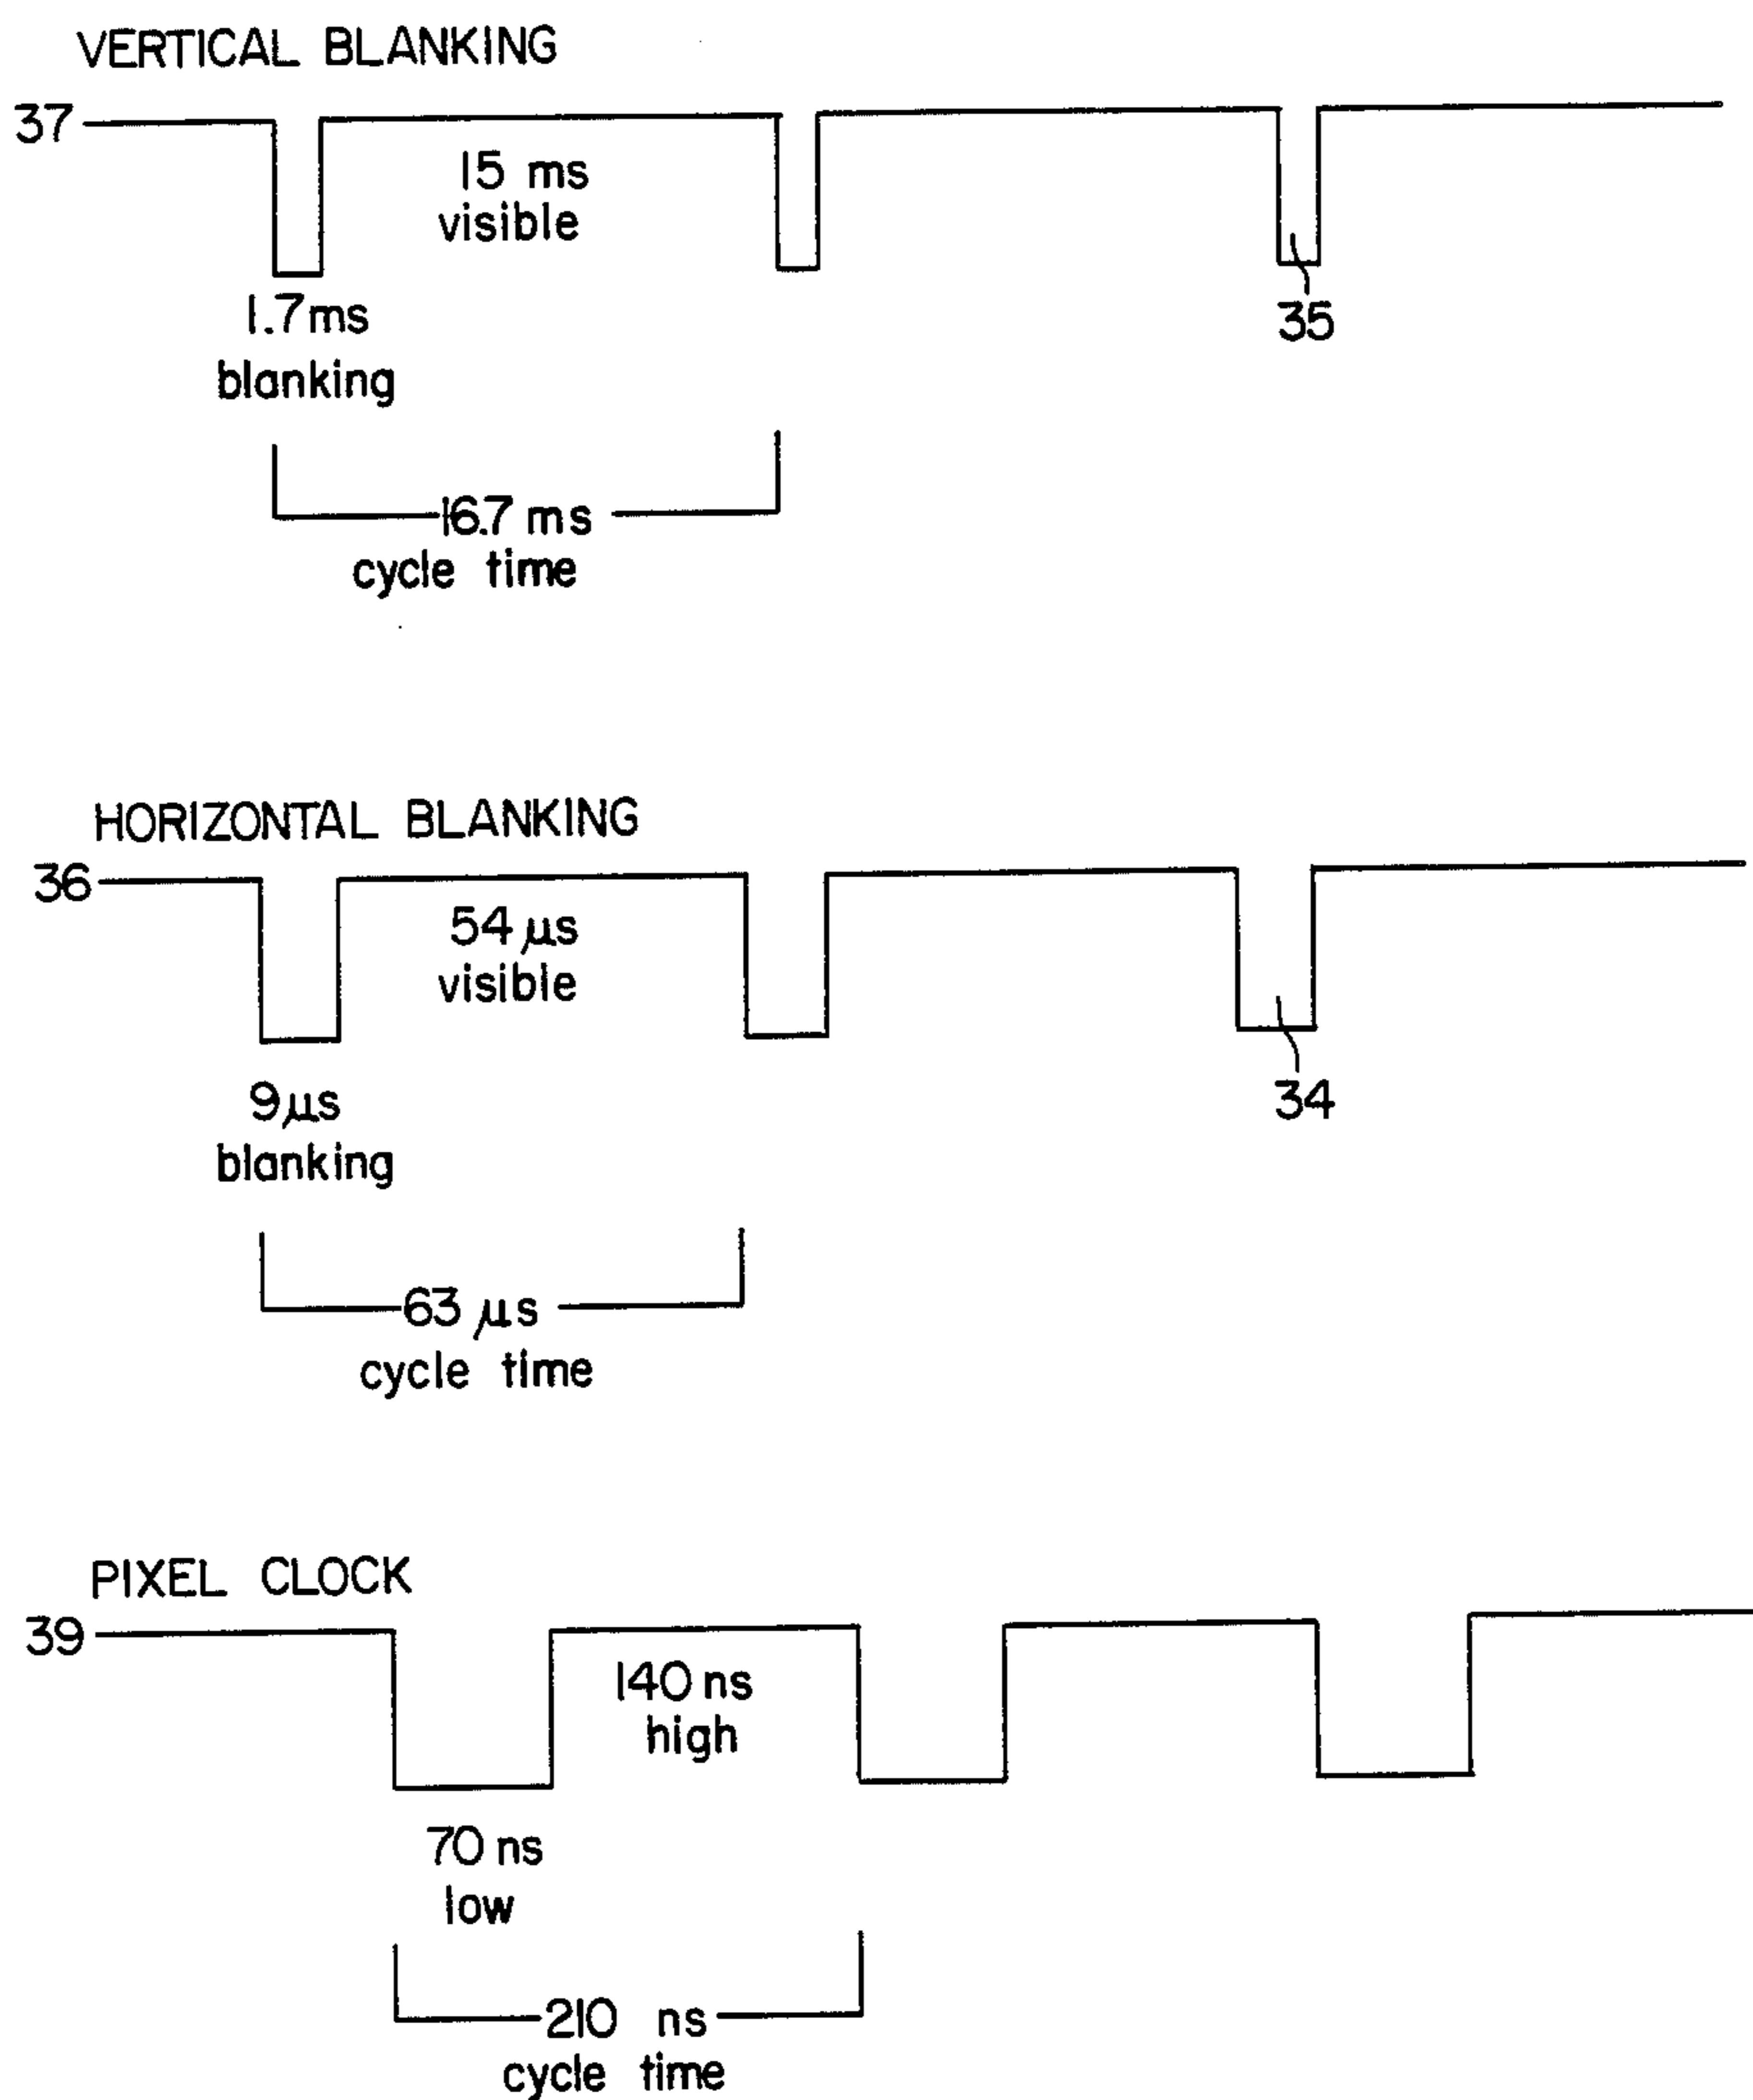 VERTICAL BLANKING
37
15 ms
visible
1.7ms
blanking
35
16.7 ms
cycle time
HORIZONTAL BLANKING
36
54 μs
visible
9μs
blanking
34
63 μs
cycle time
PIXEL CLOCK
39
140 ns
high
70 ns
low
210 ns
cycle time